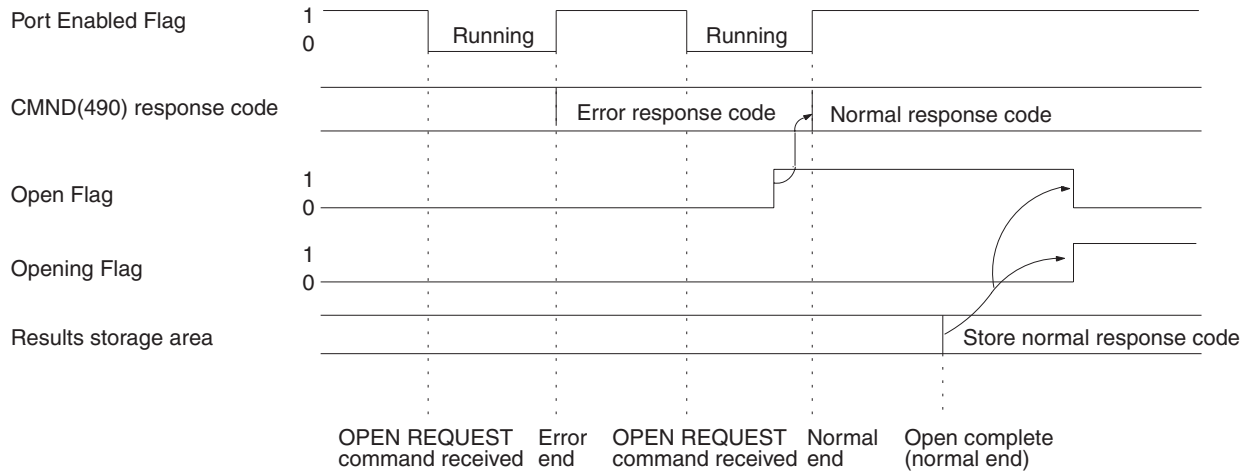 Port Enabled Flag
1
0
Running
Running
CMND(490) response code
Error response code
Normal response code
Open Flag
1
0
Opening Flag
1
0
Results storage area
Store normal response code
OPEN REQUEST
command received
Error
end
OPEN REQUEST
command received
Normal
end
Open complete
(normal end)